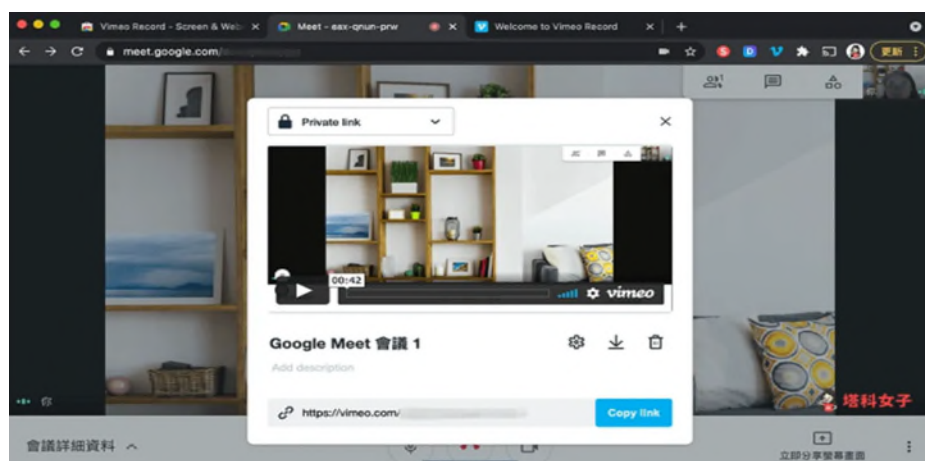 Vimeo Record - Screen & Web
Meet - eax-qnun-prw
Welcome to Vimeo Record
meet.google.com/
更新
Private link
00:42
vimeo
Google Meet 會議 1
Add description
https://vimeo.com/
Copy link
你
塔科女子
會議詳細資料
立即分享螢幕畫面